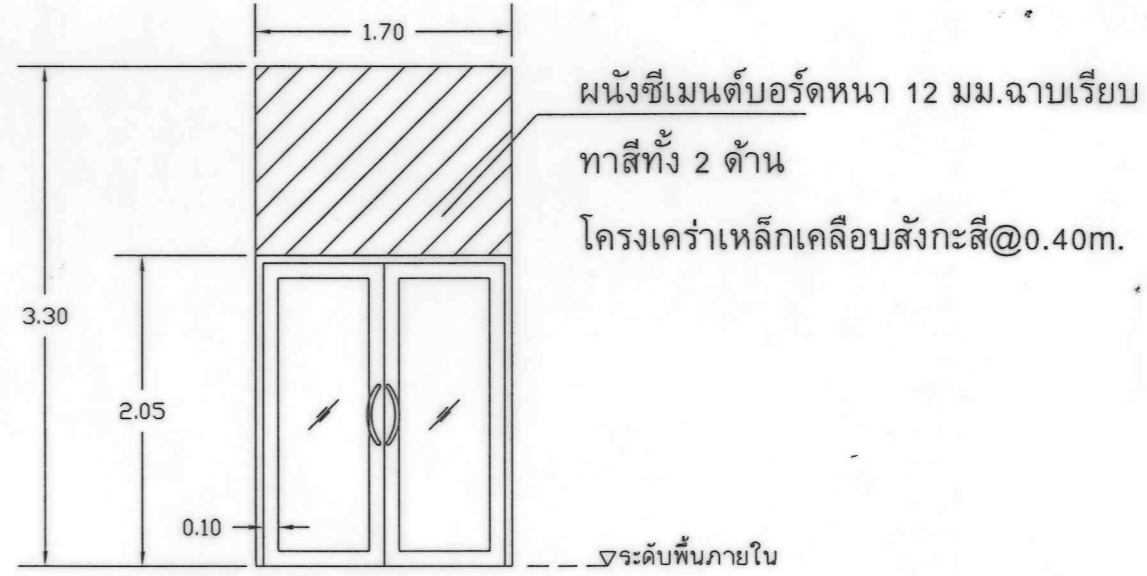 1.70
ผนังซีเมนต์บอร์ดหนา 12 มม.ฉาบเรียบ
ทาสีทั้ง 2 ด้าน
โครงเคร่าเหล็กเคลือบสังกะสี@0.40m.
3.30
2.05
0.10
ระดับพื้นภายใน